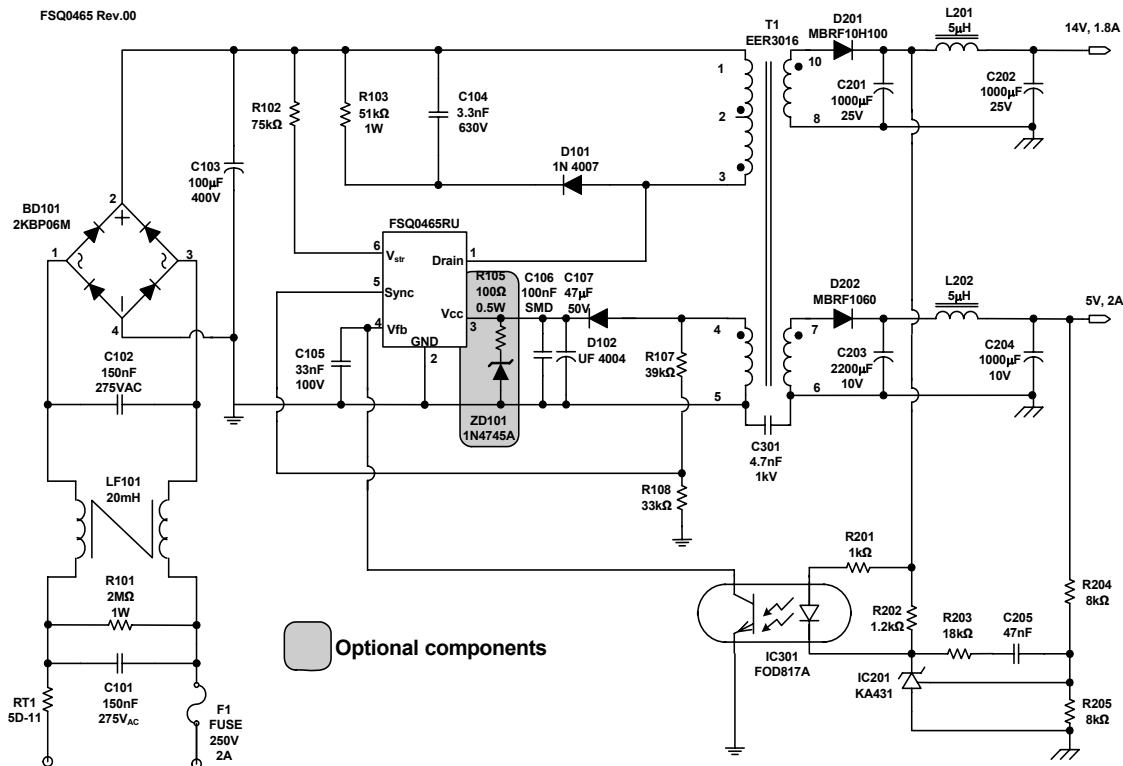 FSQ0465 Rev.00
T1
EER3016
D201
MBRF10H100
L201
5µH
14V, 1.8A
1
2
3
10
8
C201
1000µF
25V
C202
1000µF
25V
R102
75kΩ
R103
51kΩ
1W
C104
3.3nF
630V
D101
1N 4007
C103
100µF
400V
BD101
2KBP06M
2
1
3
4
FSQ0465RU
6
Vstr
Drain
1
5
Sync
4
Vfb
Vcc
3
GND
2
R105
100Ω
0.5W
C106
100nF
SMD
C107
47µF
50V
D102
UF 4004
ZD101
1N4745A
C105
33nF
100V
R107
39kΩ
4
5
7
6
D202
MBRF1060
L202
5µH
5V, 2A
C203
2200µF
10V
C204
1000µF
10V
C301
4.7nF
1kV
R108
33kΩ
C102
150nF
275VAC
LF101
20mH
R101
2MΩ
1W
C101
150nF
275VAC
RT1
5D-11
F1
FUSE
250V
2A
Optional components
R201
1kΩ
R202
1.2kΩ
R203
18kΩ
C205
47nF
R204
8kΩ
IC301
FOD817A
IC201
KA431
R205
8kΩ